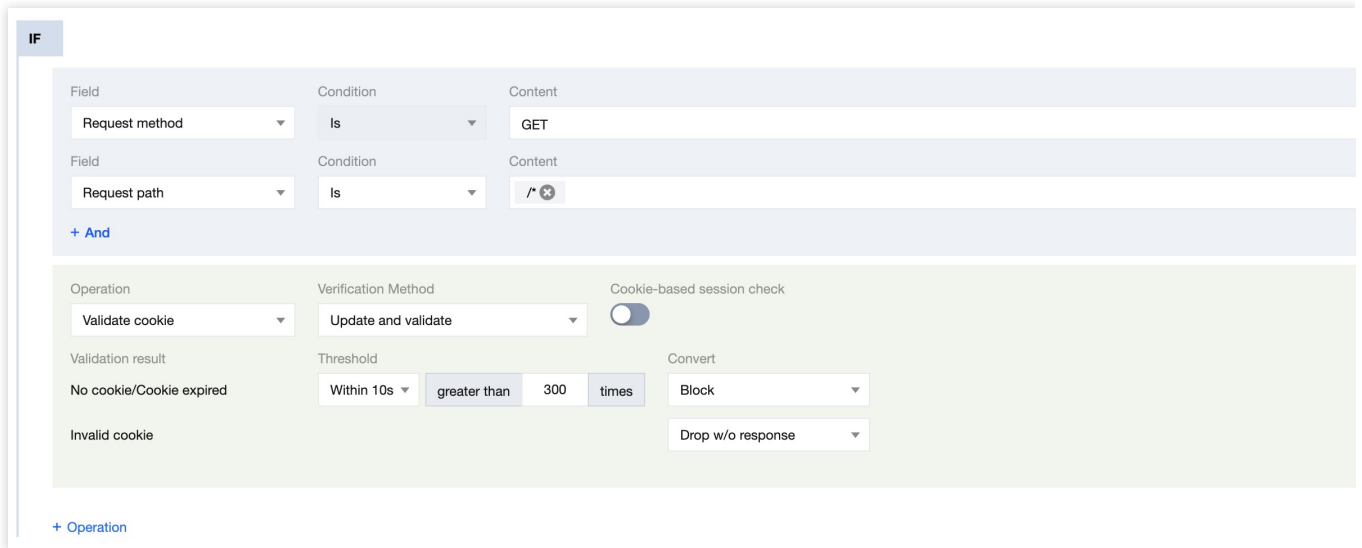 IF
Field Condition Content
Request method Is GET
Field Condition Content
Request path Is /*
+ And
Operation Verification Method Cookie-based session check
Validate cookie Update and validate
Validation result Threshold Convert
No cookie/Cookie expired Within 10s greater than 300 times Block
Invalid cookie Drop w/o response
+ Operation